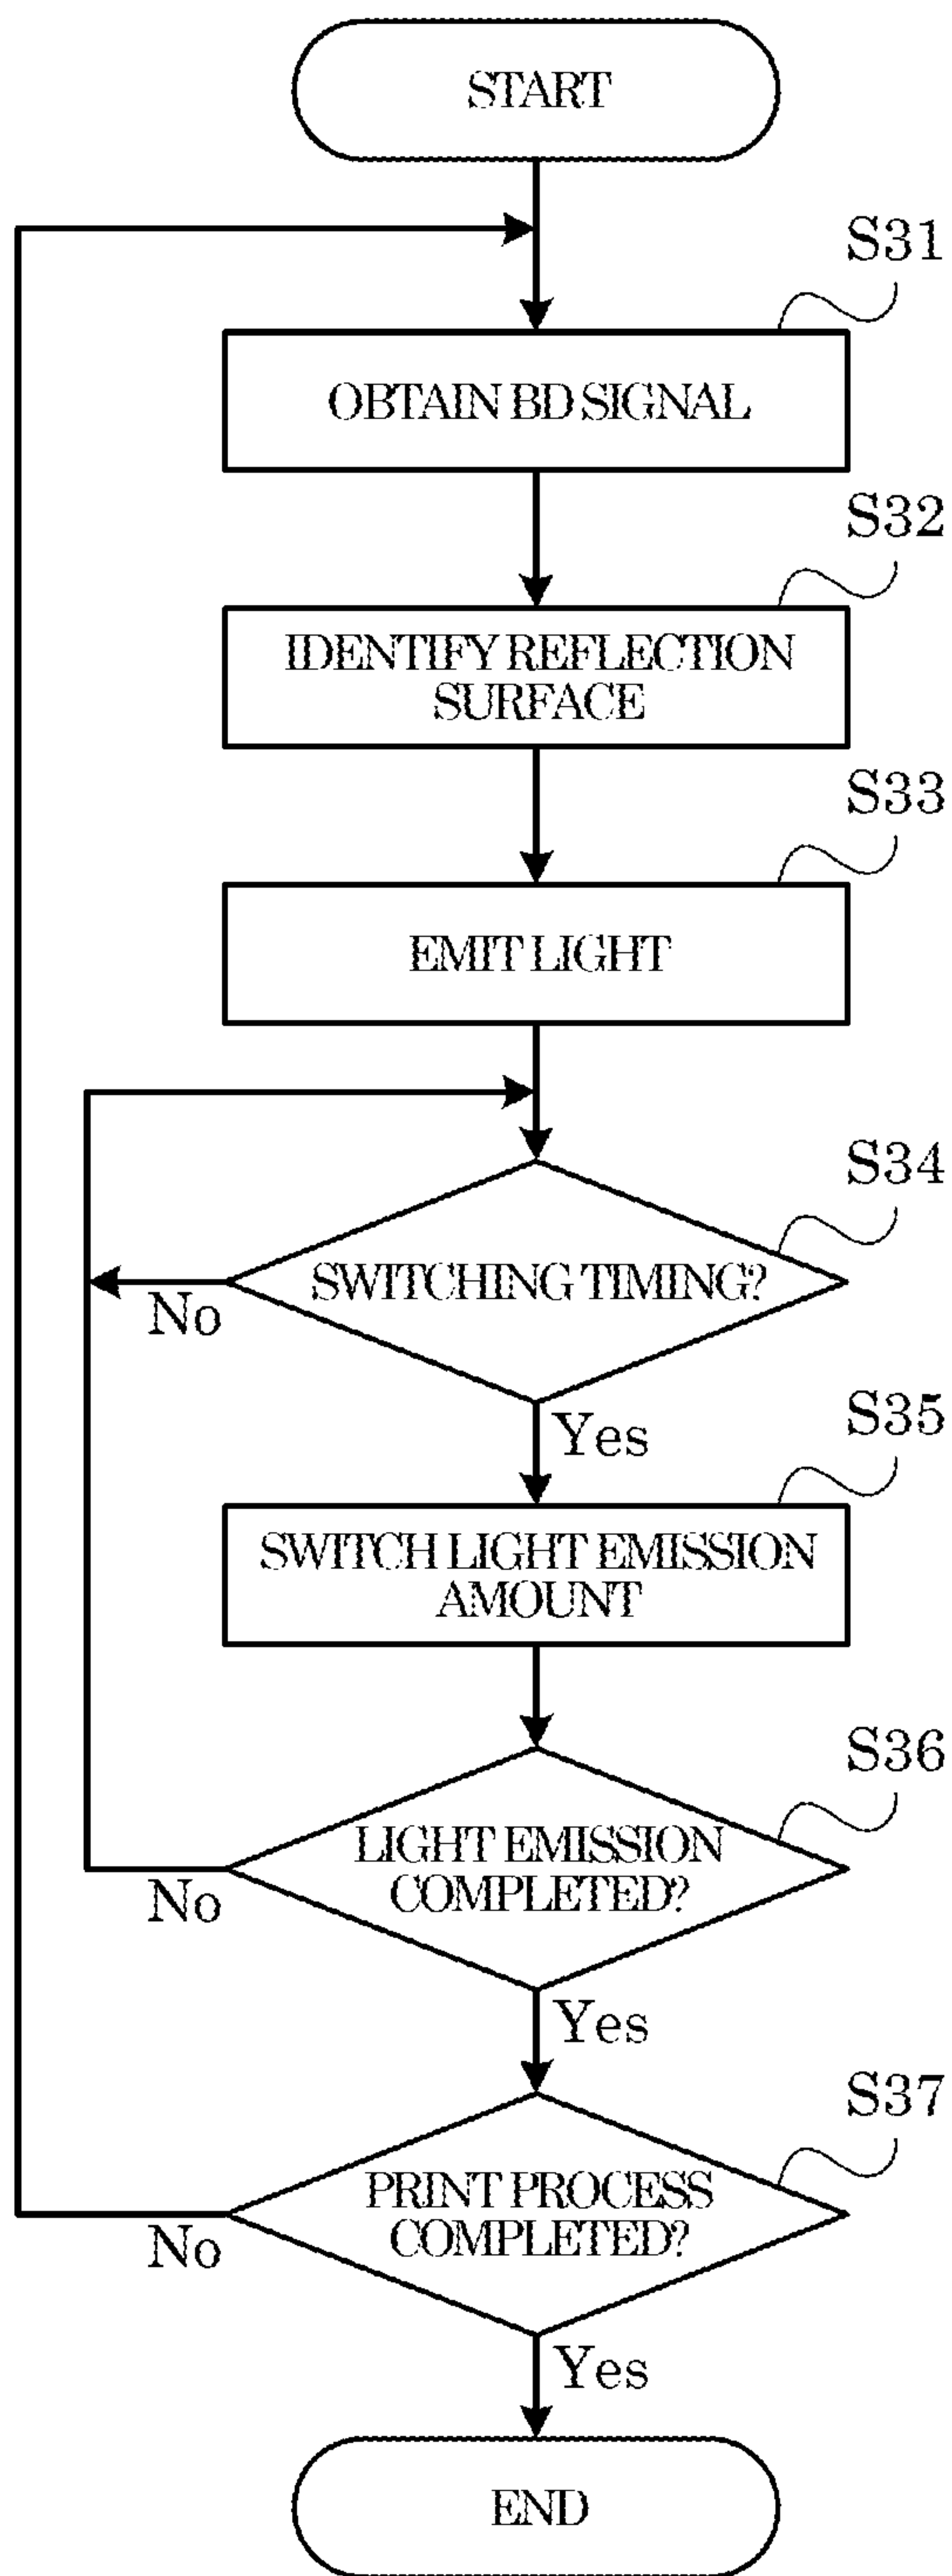 START
S31
OBTAIN BD SIGNAL
S32
IDENTIFY REFLECTION
SURFACE
S33
EMIT LIGHT
S34
SWITCHING TIMING?
No
Yes
S35
SWITCH LIGHT EMISSION
AMOUNT
S36
LIGHT EMISSION
COMPLETED?
No
Yes
S37
PRINT PROCESS
COMPLETED?
No
Yes
END